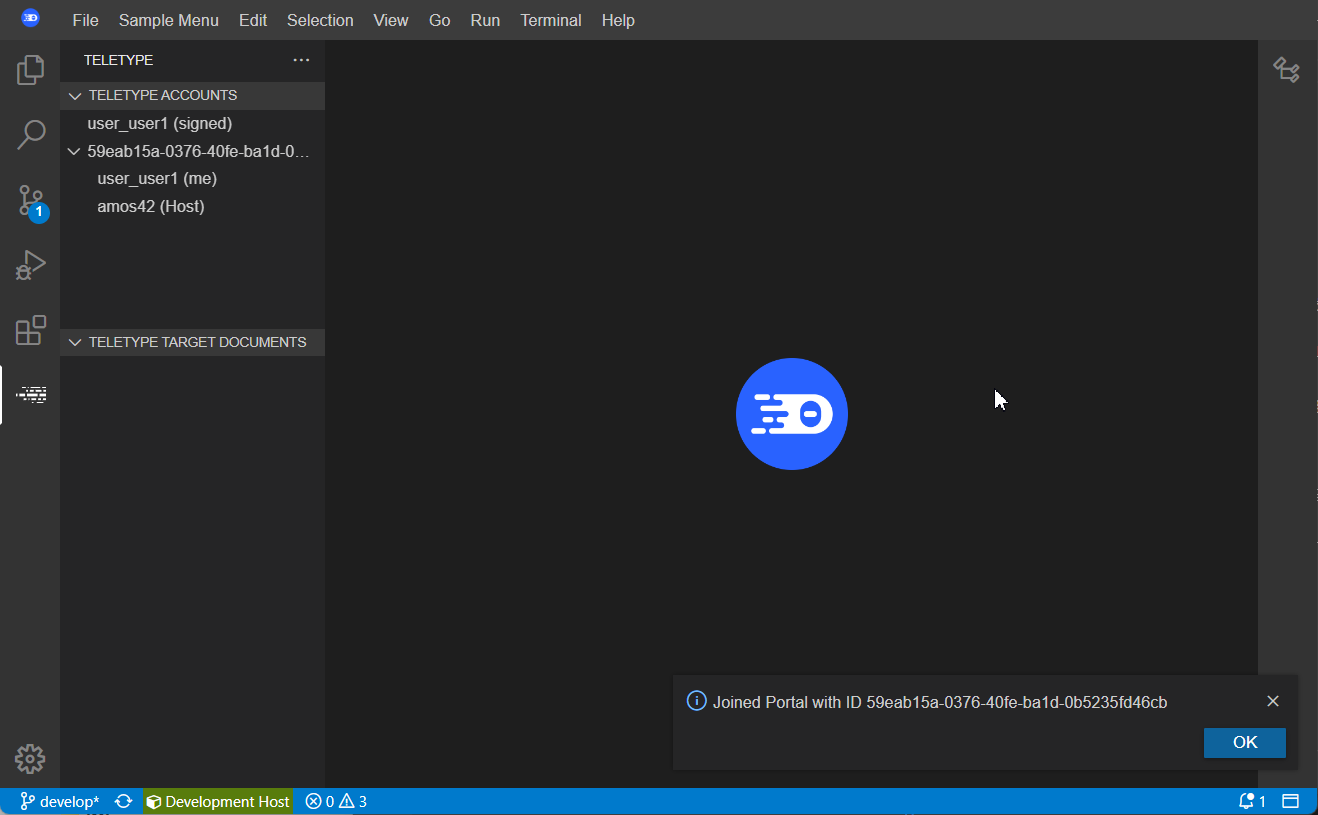 File Sample Menu Edit Selection View Go Run Terminal Help
TELETYPE
TELETYPE ACCOUNTS
user_user1 (signed)
59eab15a-0376-40fe-ba1d-0...
user_user1 (me)
amos42 (Host)
1
TELETYPE TARGET DOCUMENTS
Joined Portal with ID 59eab15a-0376-40fe-ba1d-0b5235fd46cb
OK
develop* Development Host 0 3 1